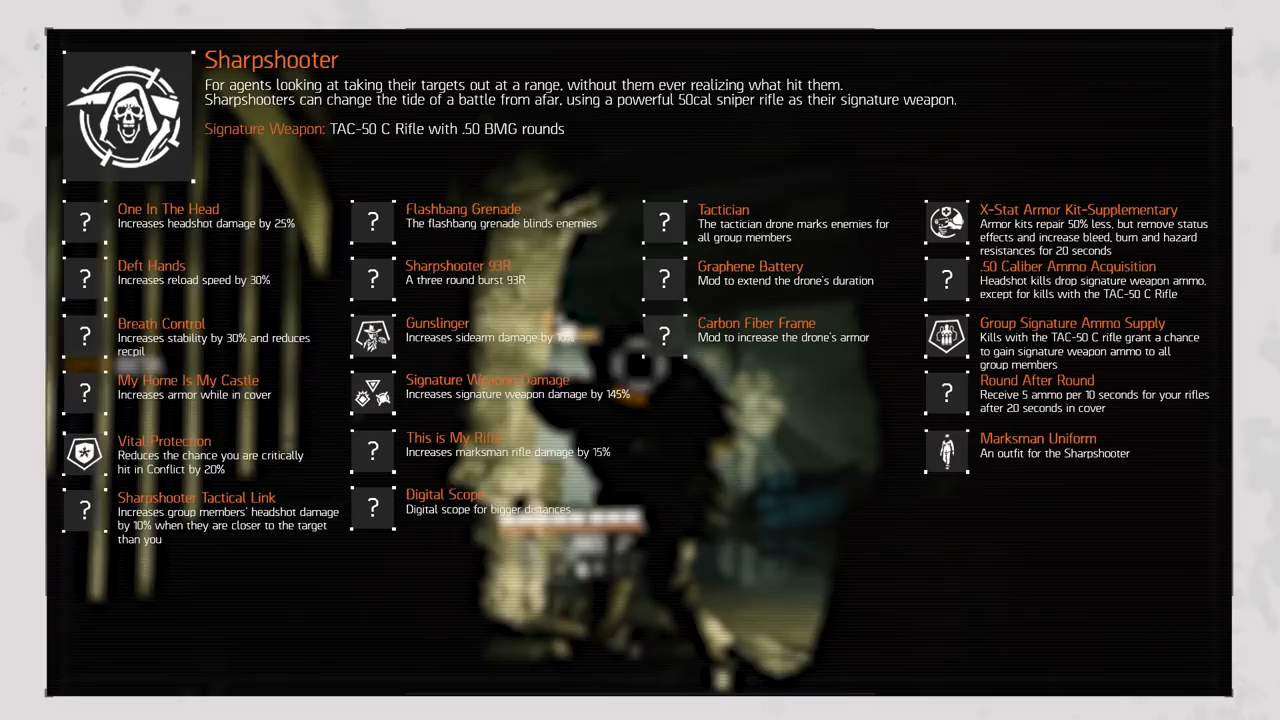 Sharpshooter
For agents looking at taking their targets out at a range, without them ever realizing what hit them.
Sharpshooters can change the tide of a battle from afar, using a powerful 50cal sniper rifle as their signature weapon.
Signature Weapon: TAC-50 C Rifle with .50 BMG rounds
?
One In The Head
Increases headshot damage by 25%
?
Deft Hands
Increases reload speed by 30%
?
Breath Control
Increases stability by 30% and reduces
recpil
?
My Home Is My Castle
Increases armor while in cover
Vital Protection
Reduces the chance you are critically
hit in Conflict by 20%
?
Sharpshooter Tactical Link
Increases group members' headshot damage
by 10% when they are closer to the target
than you
?
Flashbang Grenade
The flashbang grenade blinds enemies
?
Sharpshooter 93R
A three round burst 93R
Gunslinger
Increases sidearm damage by 10%
Signature Weapon Damage
Increases signature weapon damage by 145%
?
This is My Rifle
Increases marksman rifle damage by 15%
?
Digital Scope
Digital scope for bigger distances
?
Tactician
The tactician drone marks enemies for
all group members
?
Graphene Battery
Mod to extend the drone's duration
?
Carbon Fiber Frame
Mod to increase the drone's armor
X-Stat Armor Kit-Supplementary
Armor kits repair 50% less, but remove status
effects and increase bleed, burn and hazard
resistances for 20 seconds
?
.50 Caliber Ammo Acquisition
Headshot kills drop signature weapon ammo,
except for kills with the TAC-50 C Rifle
Group Signature Ammo Supply
Kills with the TAC-50 C rifle grant a chance
to gain signature weapon ammo to all
group members
?
Round After Round
Receive 5 ammo per 10 seconds for your rifles
after 20 seconds in cover
Marksman Uniform
An outfit for the Sharpshooter